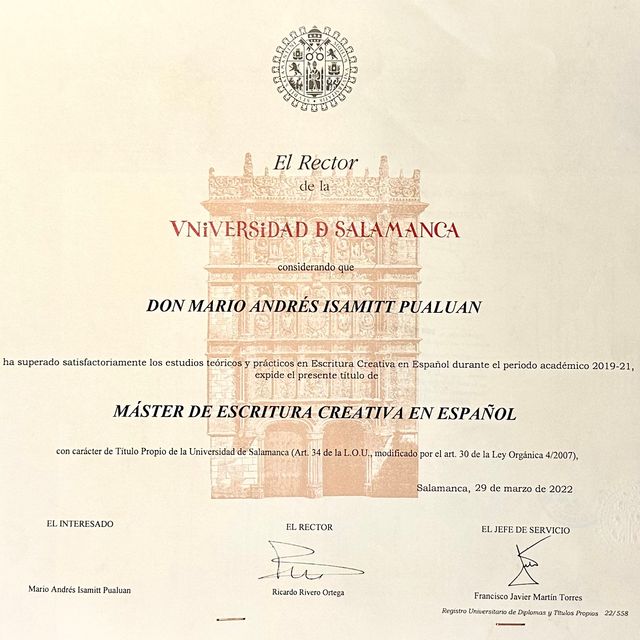 El Rector
de la
VNiVERSiDAD Ð SALAMANCA
considerando que
DON MARIO ANDRÉS ISAMITT PUALUAN
ha superado satisfactoriamente los estudios teóricos y prácticos en Escritura Creativa en Español durante el periodo académico 2019-21,
expide el presente título de
MÁSTER DE ESCRITURA CREATIVA EN ESPAÑOL
con carácter de Título Propio de la Universidad de Salamanca (Art. 34 de la L.O.U., modificado por el art. 30 de la Ley Orgánica 4/2007),
Salamanca, 29 de marzo de 2022
EL INTERESADO
EL RECTOR
EL JEFE DE SERVICIO
Mario Andrés Isamitt Pualuan
Ricardo Rivero Ortega
Francisco Javier Martín Torres
Registro Universitario de Diplomas y Títulos Propios 22/558